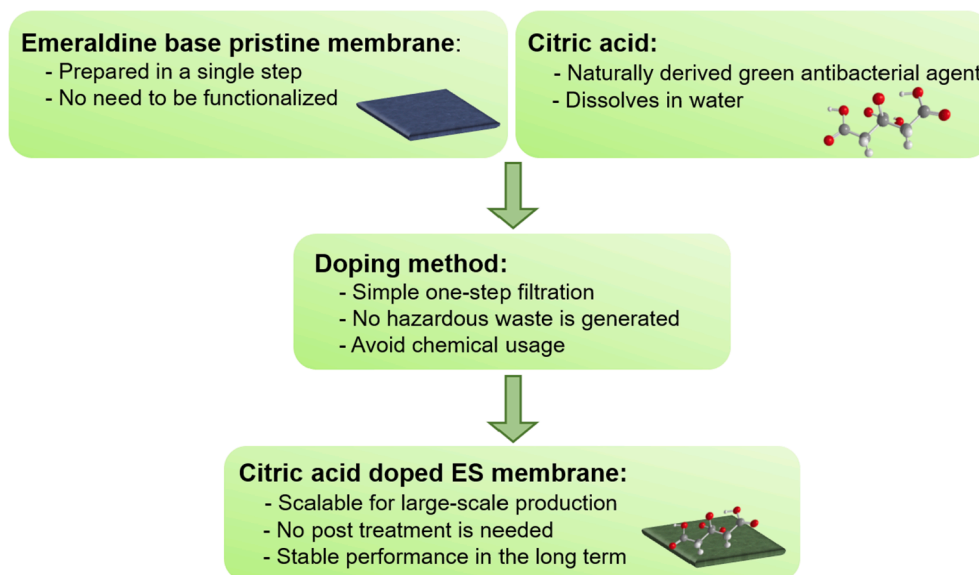 Emeraldine base pristine membrane:
- Prepared in a single step
- No need to be functionalized
Citric acid:
- Naturally derived green antibacterial agent
- Dissolves in water
Doping method:
- Simple one-step filtration
- No hazardous waste is generated
- Avoid chemical usage
Citric acid doped ES membrane:
- Scalable for large-scale production
- No post treatment is needed
- Stable performance in the long term